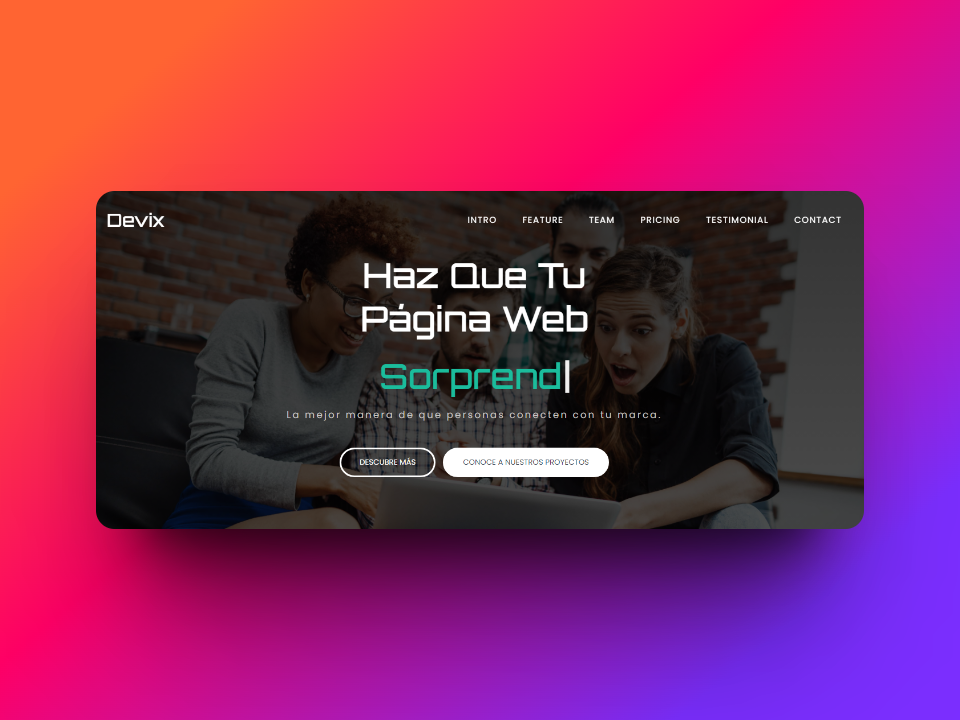 Devix
INTRO FEATURE TEAM PRICING TESTIMONIAL CONTACT
Haz Que Tu
Página Web
Sorprend|
La mejor manera de que personas conecten con tu marca.
DESCUBRE MÁS CONOCE A NUESTROS PROYECTOS